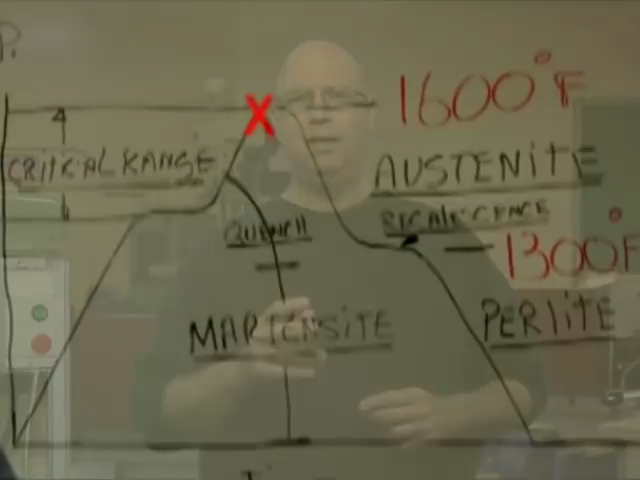 P.
1600°F
CRITICAL RANGE
AUSTENITE
RECALESCENCE
QUENCH
1300°F
MARTENSITE
PERLITE